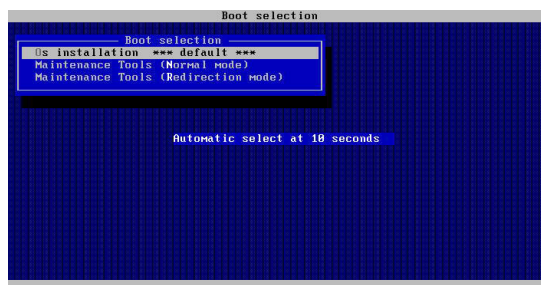 Boot selection
Boot selection
Os installation *** default ***
Maintenance Tools (Normal mode)
Maintenance Tools (Redirection mode)
Automatic select at 10 seconds